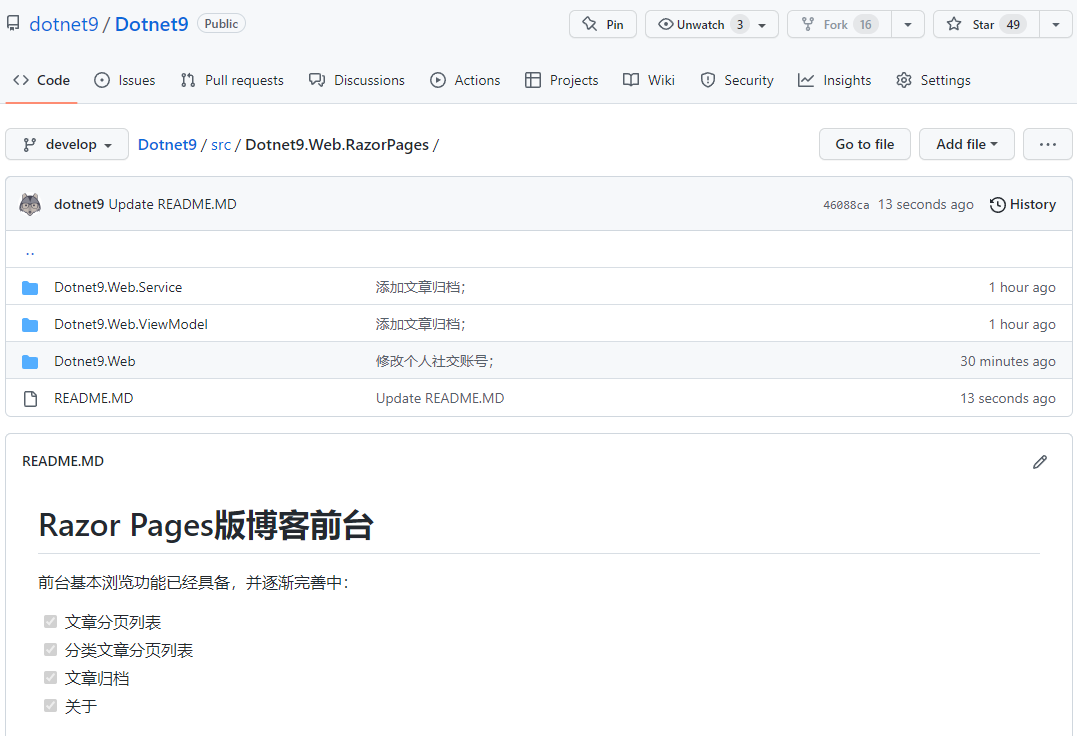 dotnet9 / Dotnet9 Public Pin Unwatch 3 Fork 16 Star 49
Code Issues Pull requests Discussions Actions Projects Wiki Security Insights Settings
develop Dotnet9 / src / Dotnet9.Web.RazorPages / Go to file Add file ...
dotnet9 Update README.MD 46088ca 13 seconds ago History
..
Dotnet9.Web.Service 添加文章归档; 1 hour ago
Dotnet9.Web.ViewModel 添加文章归档; 1 hour ago
Dotnet9.Web 修改个人社交账号; 30 minutes ago
README.MD Update README.MD 13 seconds ago
README.MD
Razor Pages版博客前台
前台基本浏览功能已经具备，并逐渐完善中：
文章分页列表
分类文章分页列表
文章归档
关于